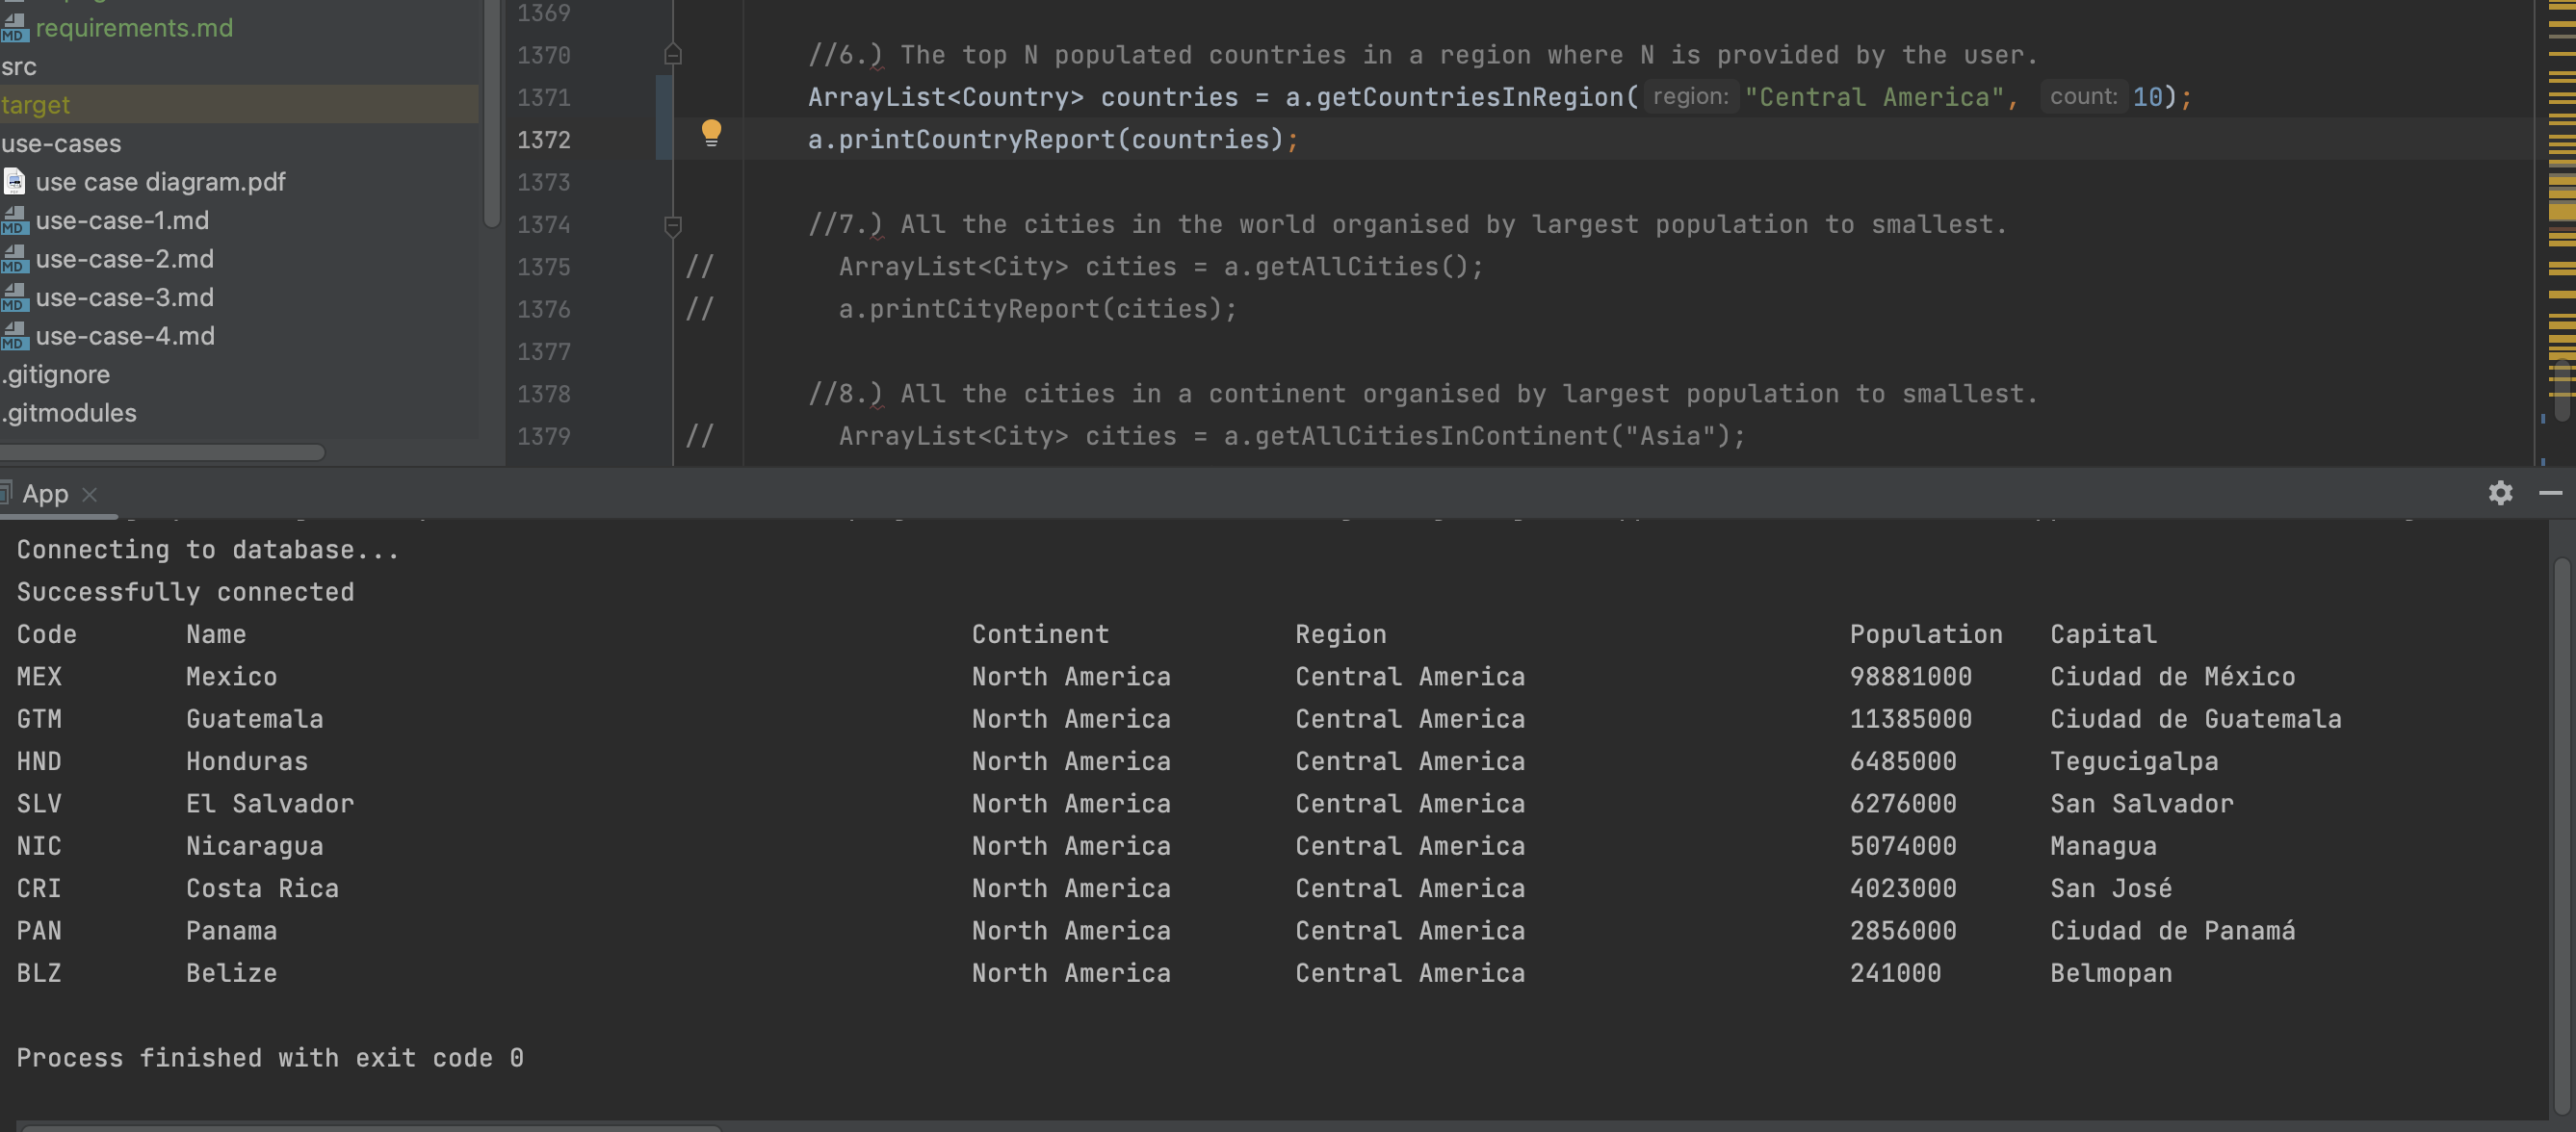 requirements.md
src
target
use-cases
use case diagram.pdf
MD use-case-1.md
MD use-case-2.md
MD use-case-3.md
MD use-case-4.md
.gitignore
.gitmodules
1369
1370 //6.) The top N populated countries in a region where N is provided by the user.
1371 ArrayList<Country> countries = a.getCountriesInRegion( region: "Central America", count: 10);
1372 a.printCountryReport(countries);
1373
1374 //7.) All the cities in the world organised by largest population to smallest.
1375 // ArrayList<City> cities = a.getAllCities();
1376 // a.printCityReport(cities);
1377
1378 //8.) All the cities in a continent organised by largest population to smallest.
1379 // ArrayList<City> cities = a.getAllCitiesInContinent("Asia");
App
Connecting to database...
Successfully connected
Code Name Continent Region Population Capital
MEX Mexico North America Central America 98881000 Ciudad de México
GTM Guatemala North America Central America 11385000 Ciudad de Guatemala
HND Honduras North America Central America 6485000 Tegucigalpa
SLV El Salvador North America Central America 6276000 San Salvador
NIC Nicaragua North America Central America 5074000 Managua
CRI Costa Rica North America Central America 4023000 San José
PAN Panama North America Central America 2856000 Ciudad de Panamá
BLZ Belize North America Central America 241000 Belmopan
Process finished with exit code 0